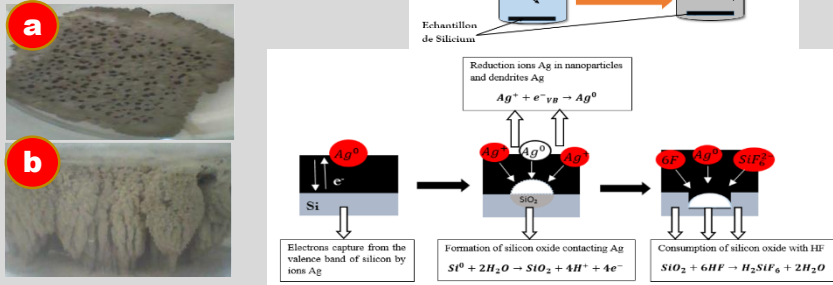 a
b
Echantillon
de Silicium
Reduction ions Ag in nanoparticles
and dendrites Ag
Ag⁺ + e⁻VB → Ag⁰
Ag⁰
e⁻
Si
Ag⁺
Ag⁰
Ag⁺
SiO₂
6F
Ag⁰
SiF₆²⁻
Electrons capture from the
valence band of silicon by
ions Ag
Formation of silicon oxide contacting Ag
Si⁰ + 2H₂O → SiO₂ + 4H⁺ + 4e⁻
Consumption of silicon oxide with HF
SiO₂ + 6HF → H₂SiF₆ + 2H₂O